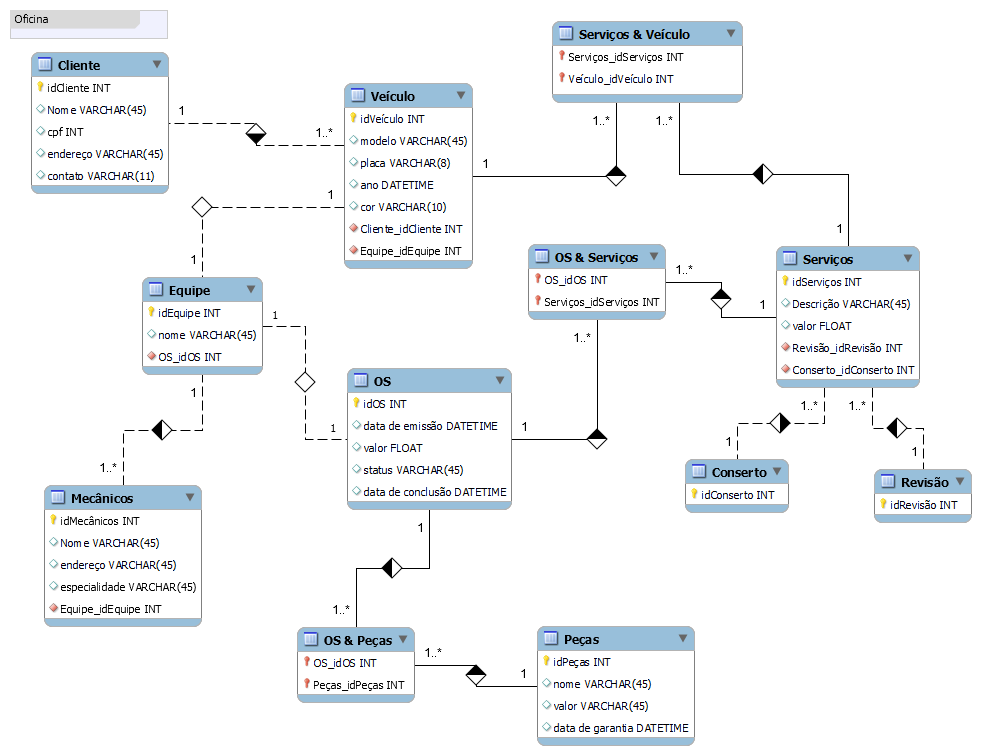 Oficina
Cliente
idCliente INT
Nome VARCHAR(45)
cpf INT
endereço VARCHAR(45)
contato VARCHAR(11)
1
1..*
Veículo
idVeículo INT
modelo VARCHAR(45)
placa VARCHAR(8)
ano DATETIME
cor VARCHAR(10)
Cliente_idCliente INT
Equipe_idEquipe INT
1
1
1
1..*
1..*
1
Serviços & Veículo
Serviços_idServiços INT
Veículo_idVeículo INT
Equipe
idEquipe INT
nome VARCHAR(45)
OS_idOS INT
1
1
1
1..*
OS & Serviços
OS_idOS INT
Serviços_idServiços INT
1..*
1
1..*
1
Serviços
idServiços INT
Descrição VARCHAR(45)
valor FLOAT
Revisão_idRevisão INT
Conserto_idConserto INT
1..*
1..*
1
1
OS
idOS INT
data de emissão DATETIME
valor FLOAT
status VARCHAR(45)
data de conclusão DATETIME
Conserto
idConserto INT
Revisão
idRevisão INT
Mecânicos
idMecânicos INT
Nome VARCHAR(45)
endereço VARCHAR(45)
especialidade VARCHAR(45)
Equipe_idEquipe INT
1
1..*
OS & Peças
OS_idOS INT
Peças_idPeças INT
1..*
1
Peças
idPeças INT
nome VARCHAR(45)
valor VARCHAR(45)
data de garantia DATETIME